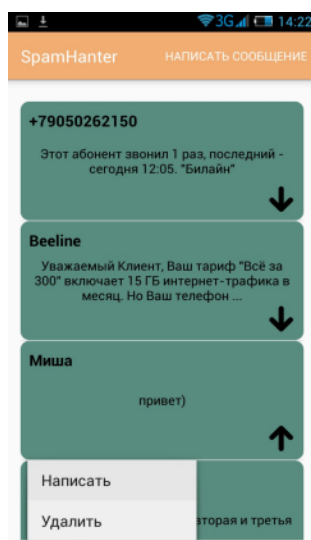 3G 14:22
SpamHanter НАПИСАТЬ СООБЩЕНИЕ
+79050262150
Этот абонент звонил 1 раз, последний -
сегодня 12:05. "Билайн"
Beeline
Уважаемый Клиент, Ваш тариф "Всё за
300" включает 15 ГБ интернет-трафика в
месяц. Но Ваш телефон ...
Миша
привет)
Написать
Удалить
вторая и третья